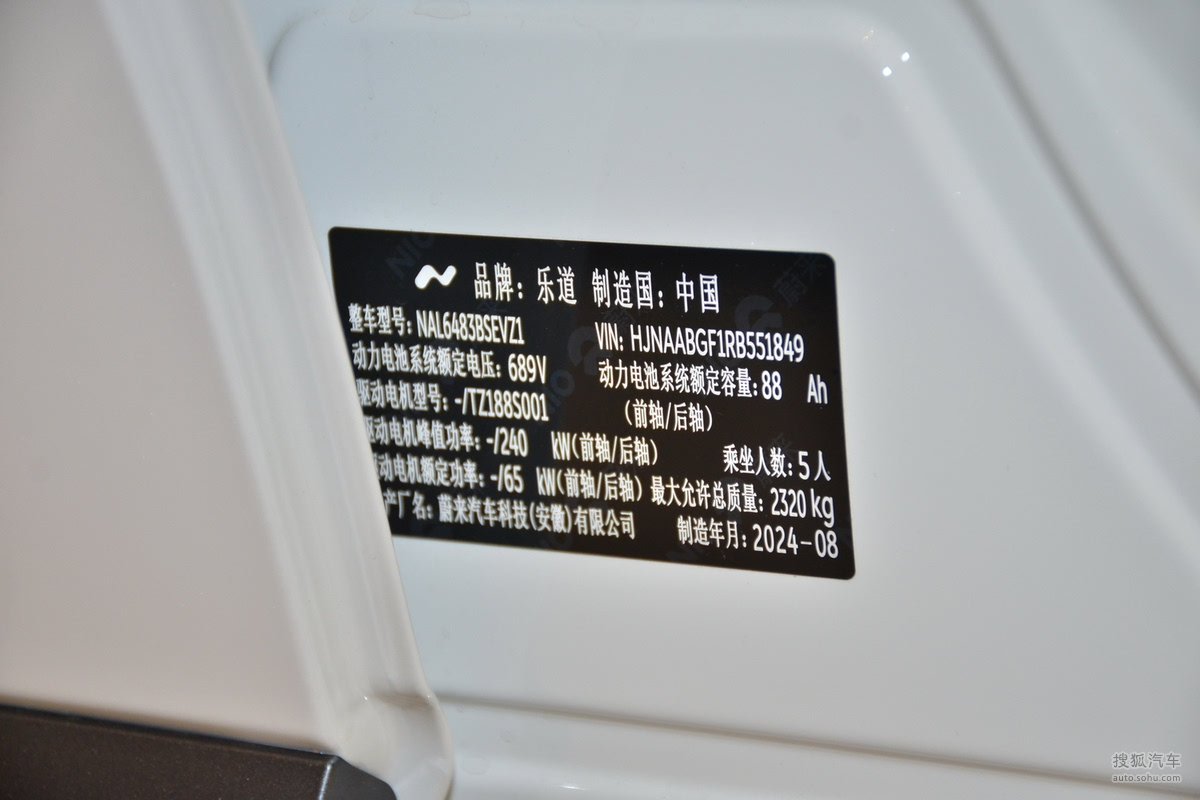 品牌：乐道 制造国：中国
整车型号：NAL6483BSEVZ1 VIN: HJNAABGF1RB551849
动力电池系统额定电压：689V 动力电池系统额定容量：88 Ah
驱动电机型号：-/TZ188S001 (前轴/后轴)
驱动电机峰值功率：-/240 kW(前轴/后轴) 乘坐人数：5人
驱动电机额定功率：-/65 kW(前轴/后轴) 最大允许总质量：2320 kg
产厂名：蔚来汽车科技(安徽)有限公司 制造年月：2024-08
搜狐汽车
auto.sohu.com